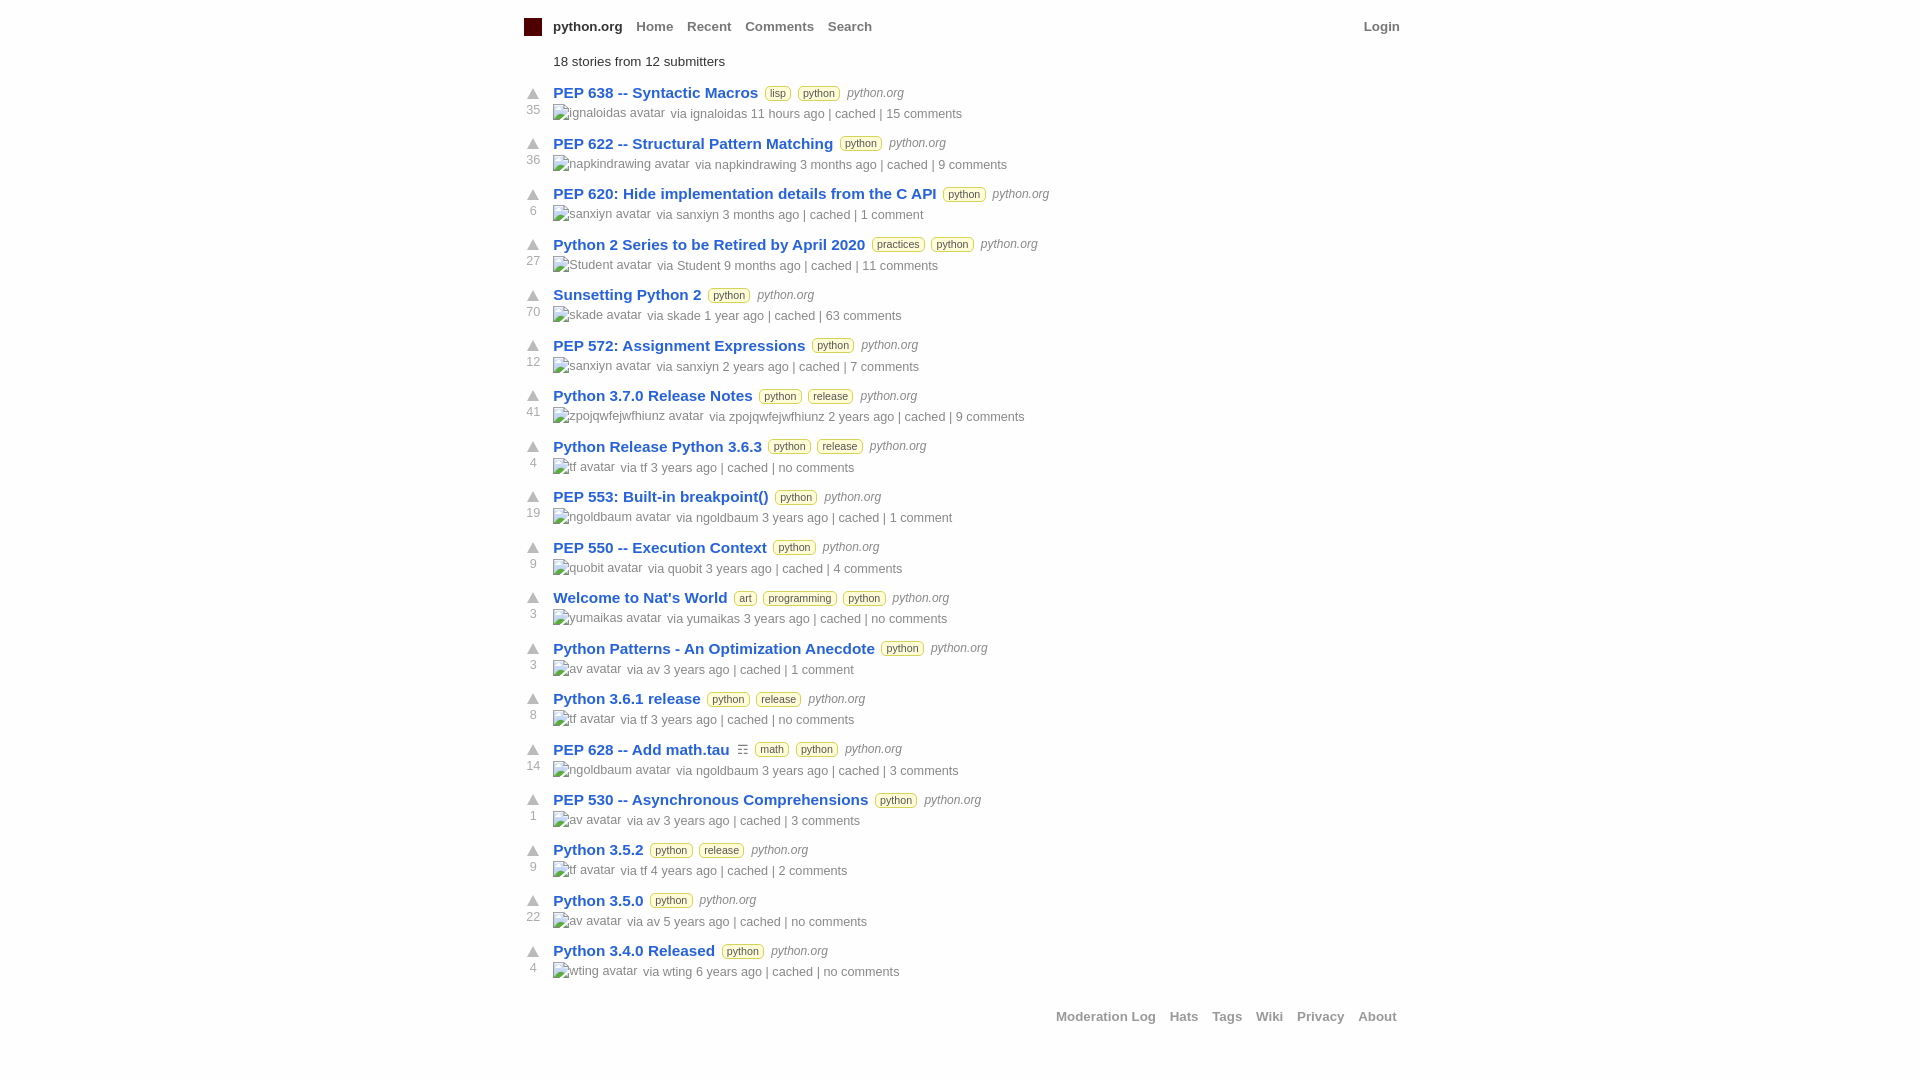 python.org Home Recent Comments Search Login
18 stories from 12 submitters
PEP 638 -- Syntactic Macros lisp python python.org
35 ignaloidas avatar via ignaloidas 11 hours ago | cached | 15 comments
PEP 622 -- Structural Pattern Matching python python.org
36 napkindrawing avatar via napkindrawing 3 months ago | cached | 9 comments
PEP 620: Hide implementation details from the C API python python.org
6 sanxiyn avatar via sanxiyn 3 months ago | cached | 1 comment
Python 2 Series to be Retired by April 2020 practices python python.org
27 Student avatar via Student 9 months ago | cached | 11 comments
Sunsetting Python 2 python python.org
70 skade avatar via skade 1 year ago | cached | 63 comments
PEP 572: Assignment Expressions python python.org
12 sanxiyn avatar via sanxiyn 2 years ago | cached | 7 comments
Python 3.7.0 Release Notes python release python.org
41 zpojqwfejwfhiunz avatar via zpojqwfejwfhiunz 2 years ago | cached | 9 comments
Python Release Python 3.6.3 python release python.org
4 tf avatar via tf 3 years ago | cached | no comments
PEP 553: Built-in breakpoint() python python.org
19 ngoldbaum avatar via ngoldbaum 3 years ago | cached | 1 comment
PEP 550 -- Execution Context python python.org
9 quobit avatar via quobit 3 years ago | cached | 4 comments
Welcome to Nat's World art programming python python.org
3 yumaikas avatar via yumaikas 3 years ago | cached | no comments
Python Patterns - An Optimization Anecdote python python.org
3 av avatar via av 3 years ago | cached | 1 comment
Python 3.6.1 release python release python.org
8 tf avatar via tf 3 years ago | cached | no comments
PEP 628 -- Add math.tau ☶ math python python.org
14 ngoldbaum avatar via ngoldbaum 3 years ago | cached | 3 comments
PEP 530 -- Asynchronous Comprehensions python python.org
1 av avatar via av 3 years ago | cached | 3 comments
Python 3.5.2 python release python.org
9 tf avatar via tf 4 years ago | cached | 2 comments
Python 3.5.0 python python.org
22 av avatar via av 5 years ago | cached | no comments
Python 3.4.0 Released python python.org
4 wting avatar via wting 6 years ago | cached | no comments
Moderation Log Hats Tags Wiki Privacy About